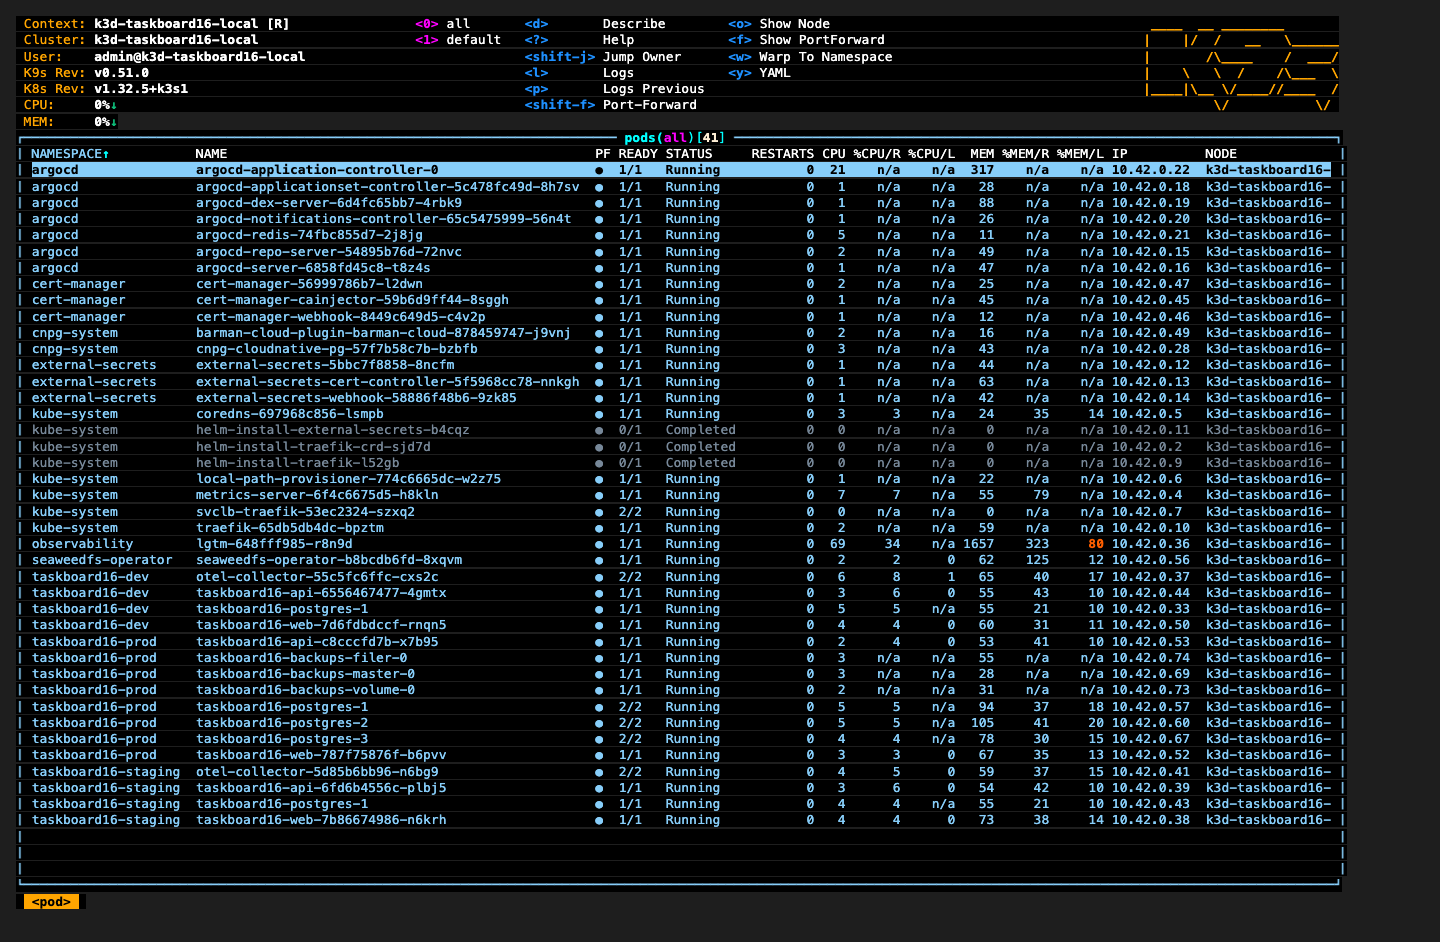 Context: k3d-taskboard16-local [R] <0> all <d> Describe <o> Show Node
Cluster: k3d-taskboard16-local <1> default <?> Help <f> Show PortForward
User: admin@k3d-taskboard16-local <shift-j> Jump Owner <w> Warp To Namespace
K9s Rev: v0.51.0 <l> Logs <y> YAML
K8s Rev: v1.32.5+k3s1 <p> Logs Previous
CPU: 0%↓ <shift-f> Port-Forward
MEM: 0%↓
pods(all)[41]
NAMESPACE↑ NAME PF READY STATUS RESTARTS CPU %CPU/R %CPU/L MEM %MEM/R %MEM/L IP NODE
argocd argocd-application-controller-0 ● 1/1 Running 0 21 n/a n/a 317 n/a n/a 10.42.0.22 k3d-taskboard16-
argocd argocd-applicationset-controller-5c478fc49d-8h7sv ● 1/1 Running 0 1 n/a n/a 28 n/a n/a 10.42.0.18 k3d-taskboard16-
argocd argocd-dex-server-6d4fc65bb7-4rbk9 ● 1/1 Running 0 1 n/a n/a 88 n/a n/a 10.42.0.19 k3d-taskboard16-
argocd argocd-notifications-controller-65c5475999-56n4t ● 1/1 Running 0 1 n/a n/a 26 n/a n/a 10.42.0.20 k3d-taskboard16-
argocd argocd-redis-74fbc855d7-2j8jg ● 1/1 Running 0 5 n/a n/a 11 n/a n/a 10.42.0.21 k3d-taskboard16-
argocd argocd-repo-server-54895b76d-72nvc ● 1/1 Running 0 2 n/a n/a 49 n/a n/a 10.42.0.15 k3d-taskboard16-
argocd argocd-server-6858fd45c8-t8z4s ● 1/1 Running 0 1 n/a n/a 47 n/a n/a 10.42.0.16 k3d-taskboard16-
cert-manager cert-manager-56999786b7-l2dwn ● 1/1 Running 0 2 n/a n/a 25 n/a n/a 10.42.0.47 k3d-taskboard16-
cert-manager cert-manager-cainjector-59b6d9ff44-8sggh ● 1/1 Running 0 1 n/a n/a 45 n/a n/a 10.42.0.45 k3d-taskboard16-
cert-manager cert-manager-webhook-8449c649d5-c4v2p ● 1/1 Running 0 1 n/a n/a 12 n/a n/a 10.42.0.46 k3d-taskboard16-
cnpg-system barman-cloud-plugin-barman-cloud-878459747-j9vnj ● 1/1 Running 0 2 n/a n/a 16 n/a n/a 10.42.0.49 k3d-taskboard16-
cnpg-system cnpg-cloudnative-pg-57f7b58c7b-bzbfb ● 1/1 Running 0 3 n/a n/a 43 n/a n/a 10.42.0.28 k3d-taskboard16-
external-secrets external-secrets-5bbc7f8858-8ncfm ● 1/1 Running 0 1 n/a n/a 44 n/a n/a 10.42.0.12 k3d-taskboard16-
external-secrets external-secrets-cert-controller-5f5968cc78-nnkgh ● 1/1 Running 0 1 n/a n/a 63 n/a n/a 10.42.0.13 k3d-taskboard16-
external-secrets external-secrets-webhook-58886f48b6-9zk85 ● 1/1 Running 0 1 n/a n/a 42 n/a n/a 10.42.0.14 k3d-taskboard16-
kube-system coredns-697968c856-lsmpb ● 1/1 Running 0 3 3 n/a 24 35 14 10.42.0.5 k3d-taskboard16-
kube-system helm-install-external-secrets-b4cqz ● 0/1 Completed 0 0 n/a n/a 0 n/a n/a 10.42.0.11 k3d-taskboard16-
kube-system helm-install-traefik-crd-sjd7d ● 0/1 Completed 0 0 n/a n/a 0 n/a n/a 10.42.0.2 k3d-taskboard16-
kube-system helm-install-traefik-l52gb ● 0/1 Completed 0 0 n/a n/a 0 n/a n/a 10.42.0.9 k3d-taskboard16-
kube-system local-path-provisioner-774c6665dc-w2z75 ● 1/1 Running 0 1 n/a n/a 22 n/a n/a 10.42.0.6 k3d-taskboard16-
kube-system metrics-server-6f4c6675d5-h8kln ● 1/1 Running 0 7 7 n/a 55 79 n/a 10.42.0.4 k3d-taskboard16-
kube-system svclb-traefik-53ec2324-szxq2 ● 2/2 Running 0 0 n/a n/a 0 n/a n/a 10.42.0.7 k3d-taskboard16-
kube-system traefik-65db5db4dc-bpztm ● 1/1 Running 0 2 n/a n/a 59 n/a n/a 10.42.0.10 k3d-taskboard16-
observability lgtm-648fff985-r8n9d ● 1/1 Running 0 69 34 n/a 1657 323 80 10.42.0.36 k3d-taskboard16-
seaweedfs-operator seaweedfs-operator-b8bcdb6fd-8xqvm ● 1/1 Running 0 2 2 0 62 125 12 10.42.0.56 k3d-taskboard16-
taskboard16-dev otel-collector-55c5fc6ffc-cxs2c ● 2/2 Running 0 6 8 1 65 40 17 10.42.0.37 k3d-taskboard16-
taskboard16-dev taskboard16-api-6556467477-4gmtx ● 1/1 Running 0 3 6 0 55 43 10 10.42.0.44 k3d-taskboard16-
taskboard16-dev taskboard16-postgres-1 ● 1/1 Running 0 5 5 n/a 55 21 10 10.42.0.33 k3d-taskboard16-
taskboard16-dev taskboard16-web-7d6fdbdccf-rnqn5 ● 1/1 Running 0 4 4 0 60 31 11 10.42.0.50 k3d-taskboard16-
taskboard16-prod taskboard16-api-c8cccfd7b-x7b95 ● 1/1 Running 0 2 4 0 53 41 10 10.42.0.53 k3d-taskboard16-
taskboard16-prod taskboard16-backups-filer-0 ● 1/1 Running 0 3 n/a n/a 55 n/a n/a 10.42.0.74 k3d-taskboard16-
taskboard16-prod taskboard16-backups-master-0 ● 1/1 Running 0 3 n/a n/a 28 n/a n/a 10.42.0.69 k3d-taskboard16-
taskboard16-prod taskboard16-backups-volume-0 ● 1/1 Running 0 2 n/a n/a 31 n/a n/a 10.42.0.73 k3d-taskboard16-
taskboard16-prod taskboard16-postgres-1 ● 2/2 Running 0 5 5 n/a 94 37 18 10.42.0.57 k3d-taskboard16-
taskboard16-prod taskboard16-postgres-2 ● 2/2 Running 0 5 5 n/a 105 41 20 10.42.0.60 k3d-taskboard16-
taskboard16-prod taskboard16-postgres-3 ● 2/2 Running 0 4 4 n/a 78 30 15 10.42.0.67 k3d-taskboard16-
taskboard16-prod taskboard16-web-787f75876f-b6pvv ● 1/1 Running 0 3 3 0 67 35 13 10.42.0.52 k3d-taskboard16-
taskboard16-staging otel-collector-5d85b6bb96-n6bg9 ● 2/2 Running 0 4 5 0 59 37 15 10.42.0.41 k3d-taskboard16-
taskboard16-staging taskboard16-api-6fd6b4556c-plbj5 ● 1/1 Running 0 3 6 0 54 42 10 10.42.0.39 k3d-taskboard16-
taskboard16-staging taskboard16-postgres-1 ● 1/1 Running 0 4 4 n/a 55 21 10 10.42.0.43 k3d-taskboard16-
taskboard16-staging taskboard16-web-7b86674986-n6krh ● 1/1 Running 0 4 4 0 73 38 14 10.42.0.38 k3d-taskboard16-
<pod>